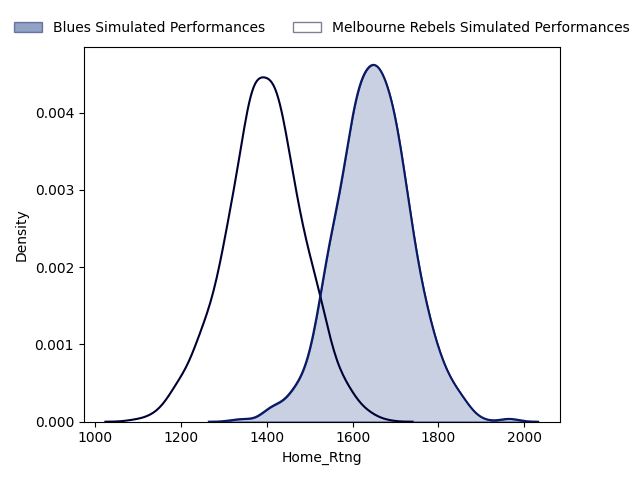 Blues Simulated Performances Melbourne Rebels Simulated Performances
0.004
0.003
0.002
0.001
0.000
Density
1000 1200 1400 1600 1800 2000
Home_Rtng